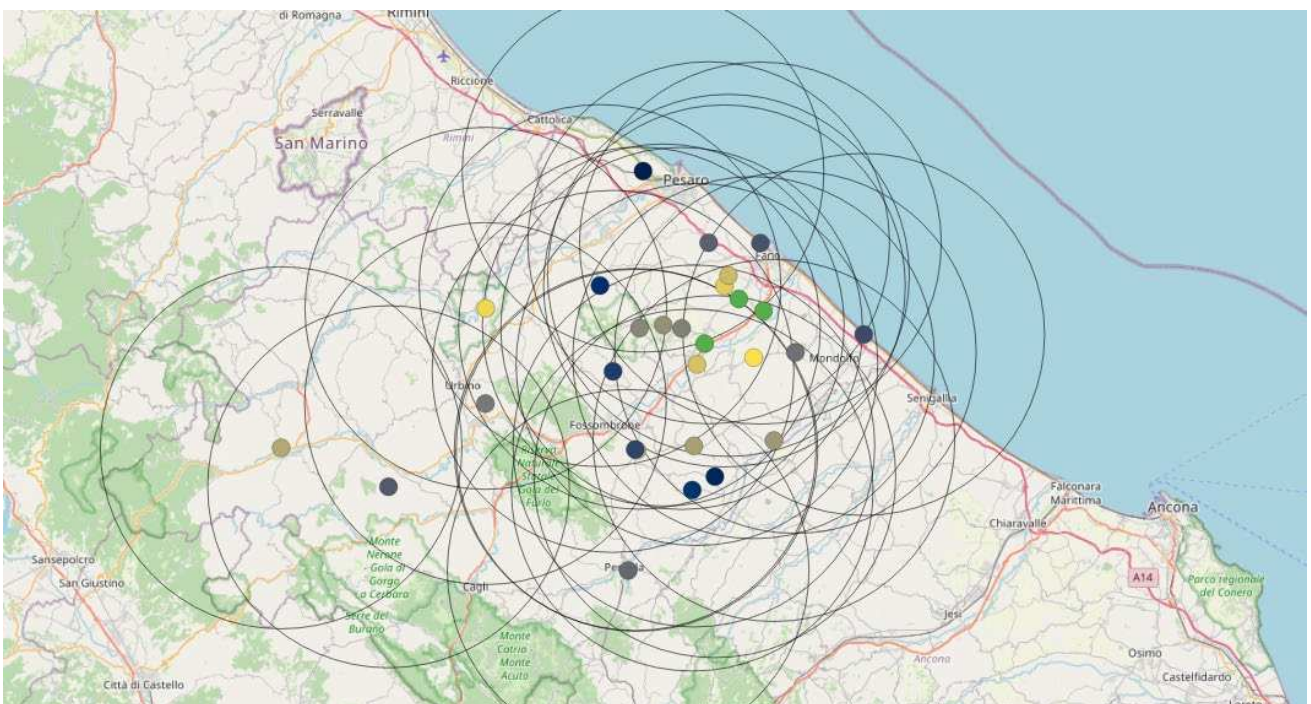 di Romagna
Rimini
Riccione
Serravalle
San Marino
Rimini
Cattolica
Pesaro
Fano
Mondolfo
Urbino
Senigallia
Fossombrone
Riserva
Naturale
Statale
Gola del
Furlo
Falconara
Marittima
Ancona
Chiaravalle
Monte
Nerone
- Gola di
Gorgo
a Cerbara
Sansepolcro
San Giustino
Cagli
A14
Parco regionale
del Conero
Serre del
Burano
Jesi
Monte
Catria -
Monte
Acuto
Ancona
Osimo
Castelfidardo
Città di Castello
Loreto